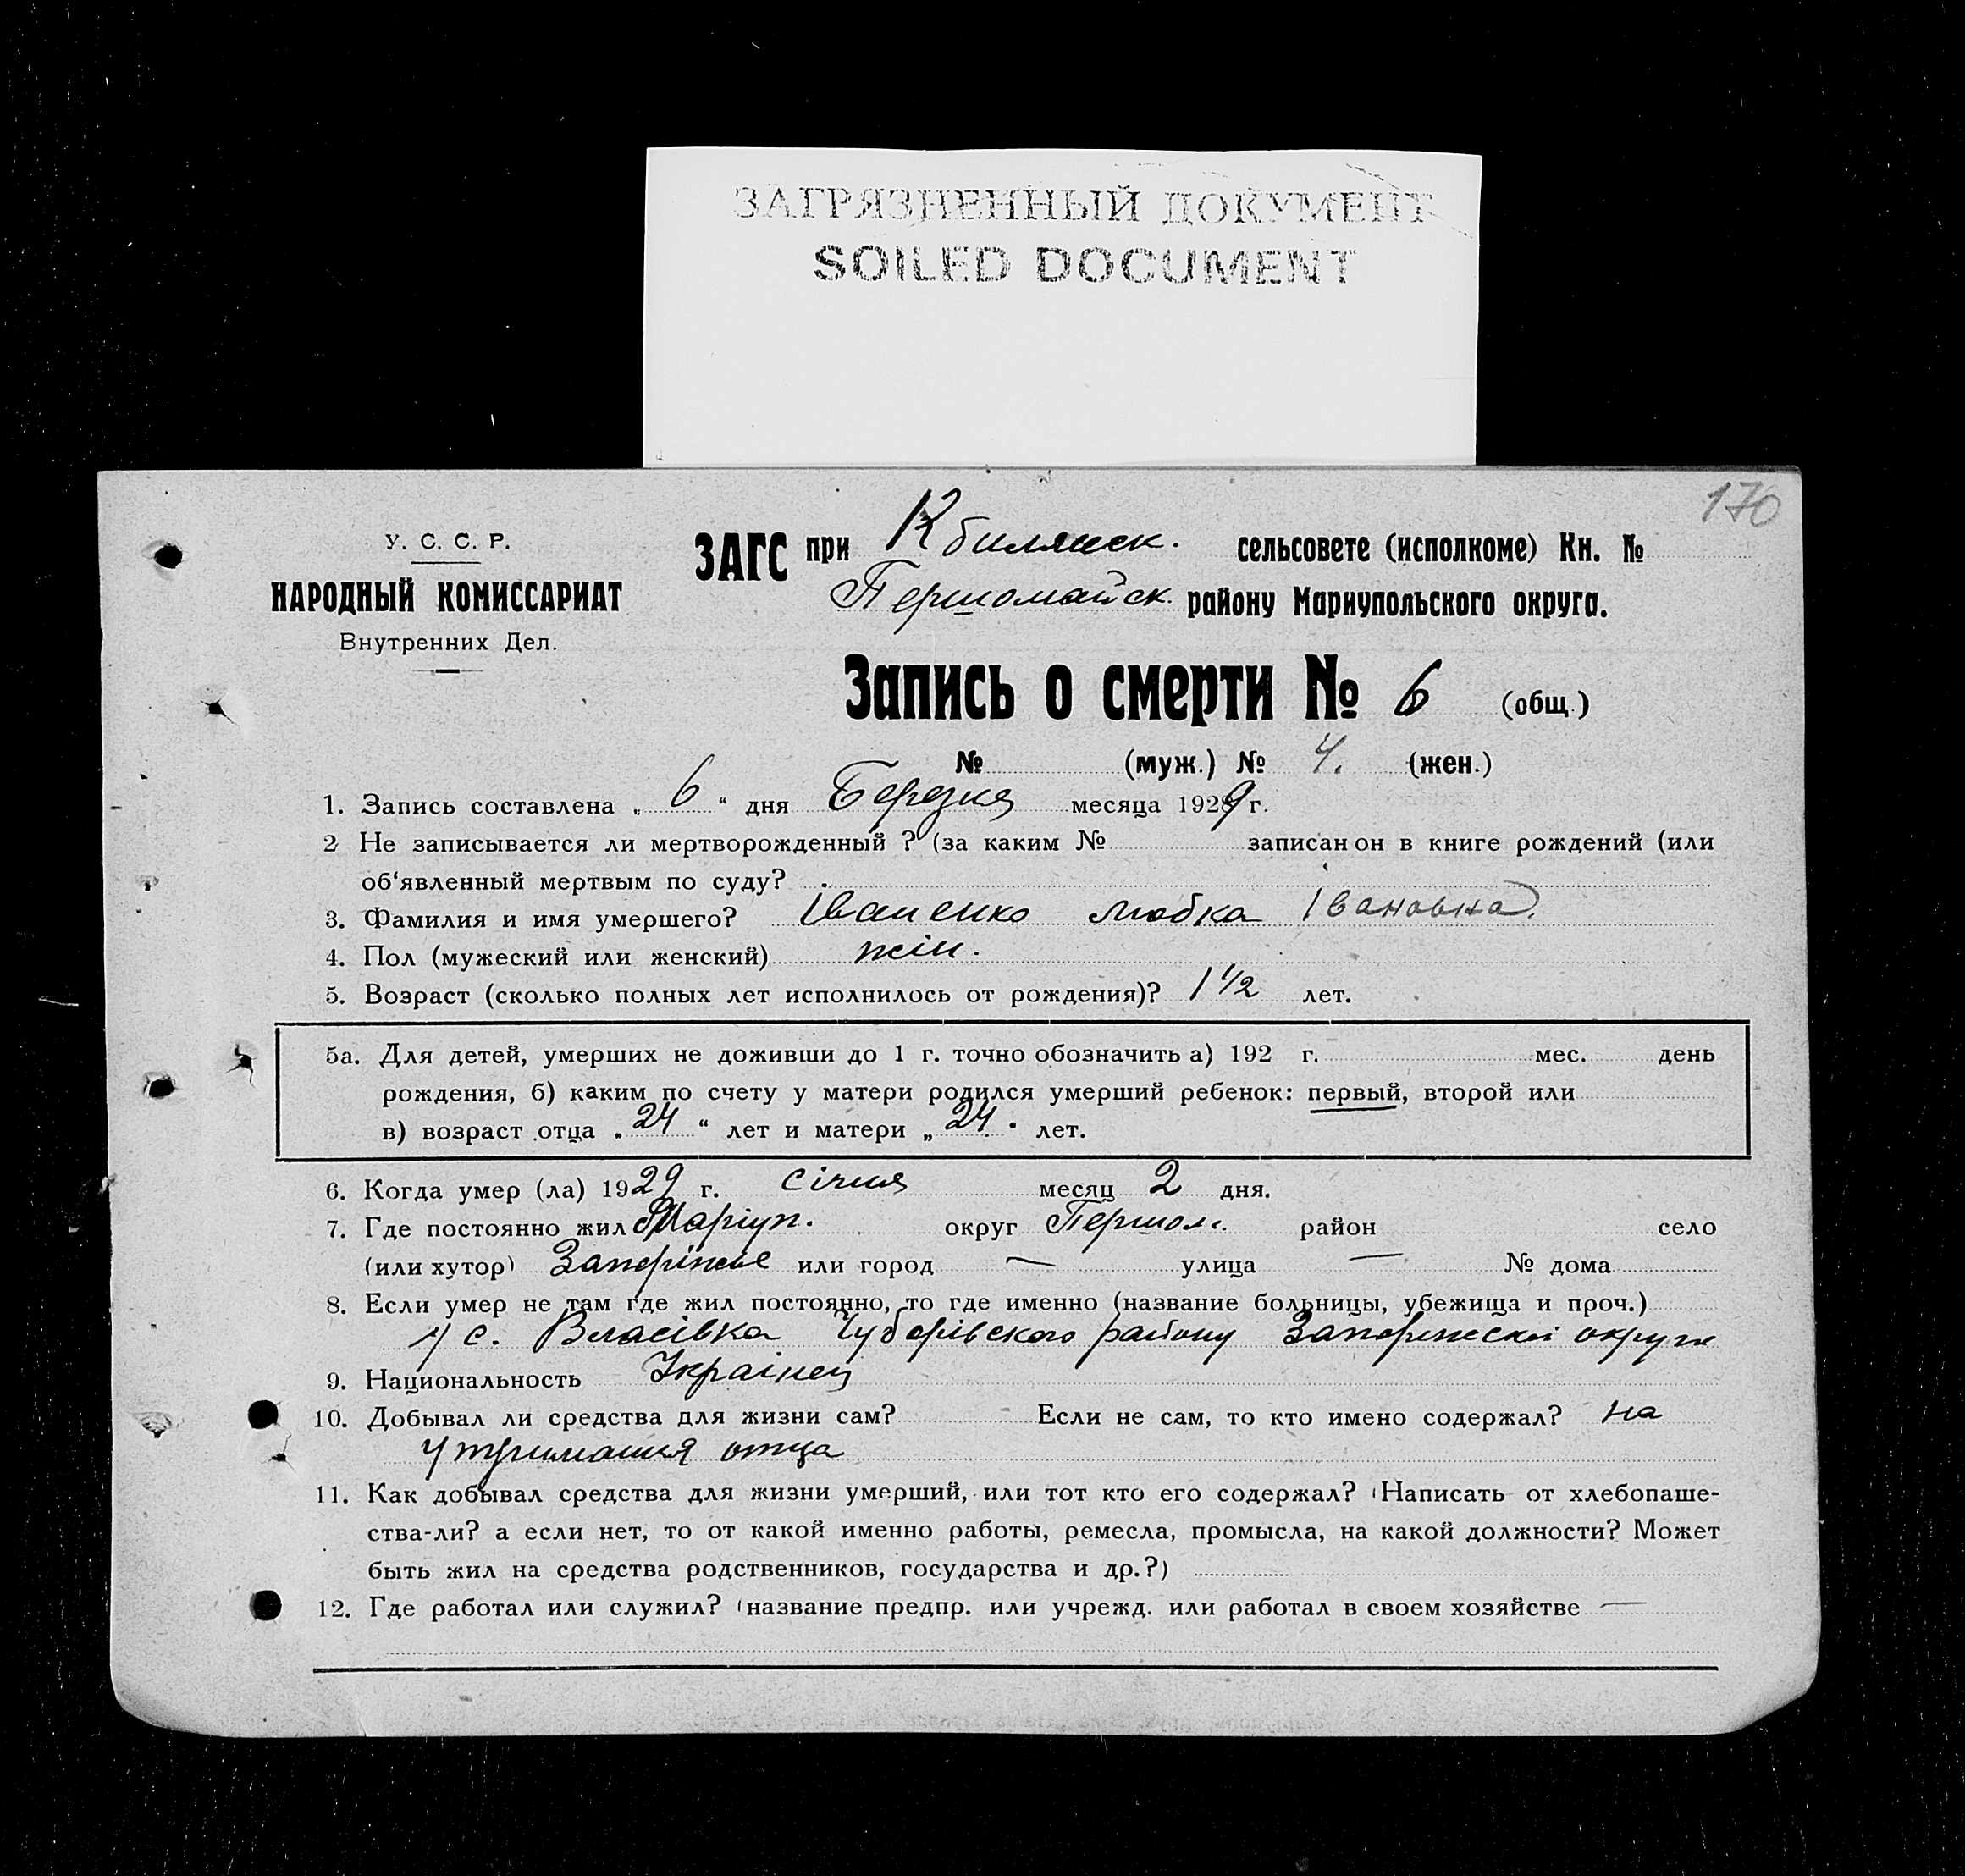 ЗАГРЯЗНЕННЫЙ ДОКУМЕНТ
SOILED DOCUMENT
170
У. С. С. Р.
НАРОДНЫЙ КОМИССАРИАТ
Внутренних Дел.
ЗАГС при К билянск. сельсовете (исполкоме) Кн. №
Першомайск. району Мариупольского округа.
Запись о смерти № 6 (общ.)
№ (муж.) № 4. (жен.)
1. Запись составлена „ 6 “ дня Березня месяца 1929 г.
2 Не записывается ли мертворожденный ? (за каким № записан он в книге рождений (или
об‘явленный мертвым по суду?
3. Фамилия и имя умершего? Іваненко Любка Івановна.
4. Пол (мужеский или женский) жін.
5. Возраст (сколько полных лет исполнилось от рождения)? 1 1/2 лет.
5а. Для детей, умерших не доживши до 1 г. точно обозначить а) 192 г. мес. день
рождения, б) каким по счету у матери родился умерший ребенок: первый, второй или
в) возраст отца „ 24 “ лет и матери „ 24 “ лет.
6. Когда умер (ла) 1929 г. січня месяц 2 дня.
7. Где постоянно жил Маріуп. округ Першом. район село
(или хутор) Запоріжье или город — улица — № дома
8. Если умер не там где жил постоянно, то где именно (название больницы, убежища и проч.)
у с. Власівка Чубарівского району Запоріжской округи
9. Национальность Украінец
10. Добывал ли средства для жизни сам? Если не сам, то кто имено содержал? на
утримания отца
11. Как добывал средства для жизни умерший, или тот кто его содержал? (Написать от хлебопаше-
ства-ли? а если нет, то от какой именно работы, ремесла, промысла, на какой должности? Может
быть жил на средства родственников, государства и др.?)
12. Где работал или служил? (название предпр. или учрежд. или работал в своем хозяйстве —